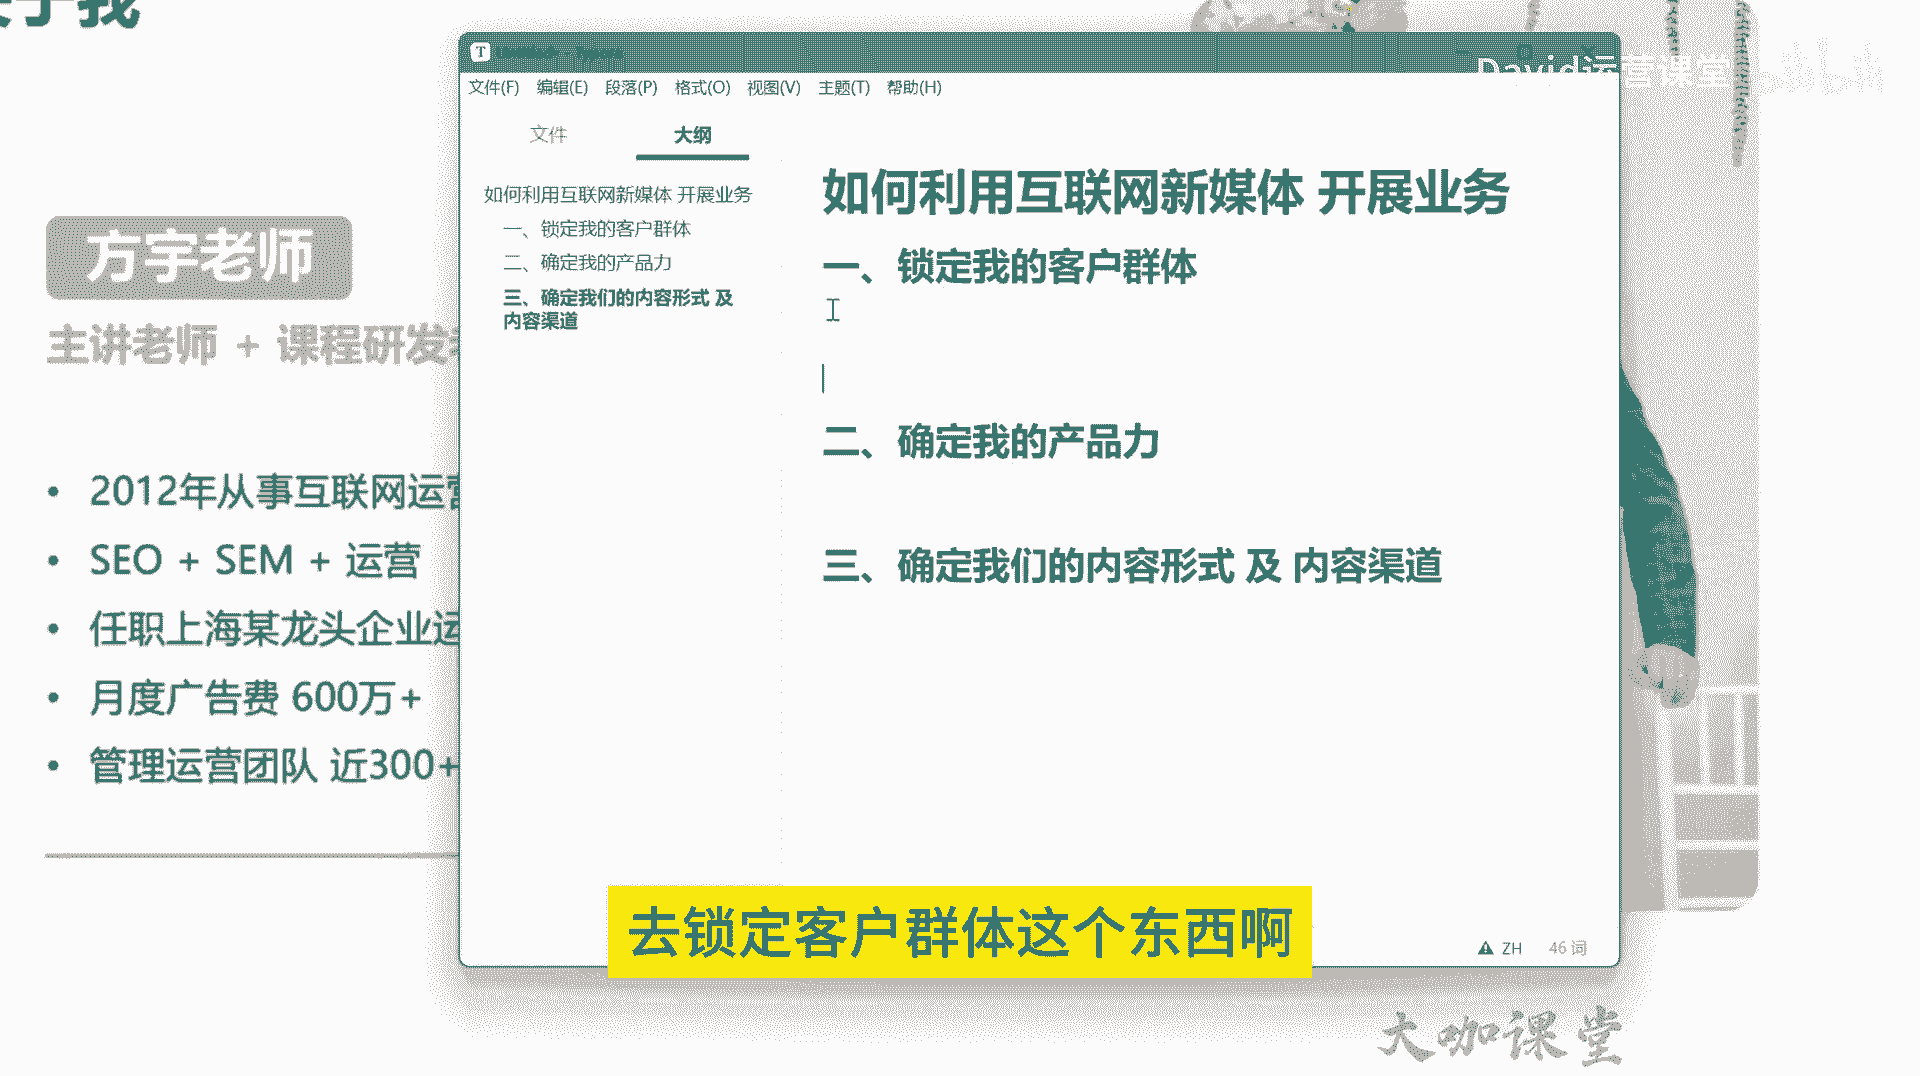 关于我
方宇老师
主讲老师 + 课程研发
2012年从事互联网运营
SEO + SEM + 运营
任职上海某龙头企业运
月度广告费 600万+
管理运营团队 近300+
T
文件(F) 编辑(E) 段落(P) 格式(O) 视图(V) 主题(T) 帮助(H)
David运营课堂
文件 大纲
如何利用互联网新媒体 开展业务
一、锁定我的客户群体
二、确定我的产品力
三、确定我们的内容形式 及
内容渠道
如何利用互联网新媒体 开展业务
一、锁定我的客户群体
二、确定我的产品力
三、确定我们的内容形式 及 内容渠道
去锁定客户群体这个东西啊
ZH 46 词
大咖课堂